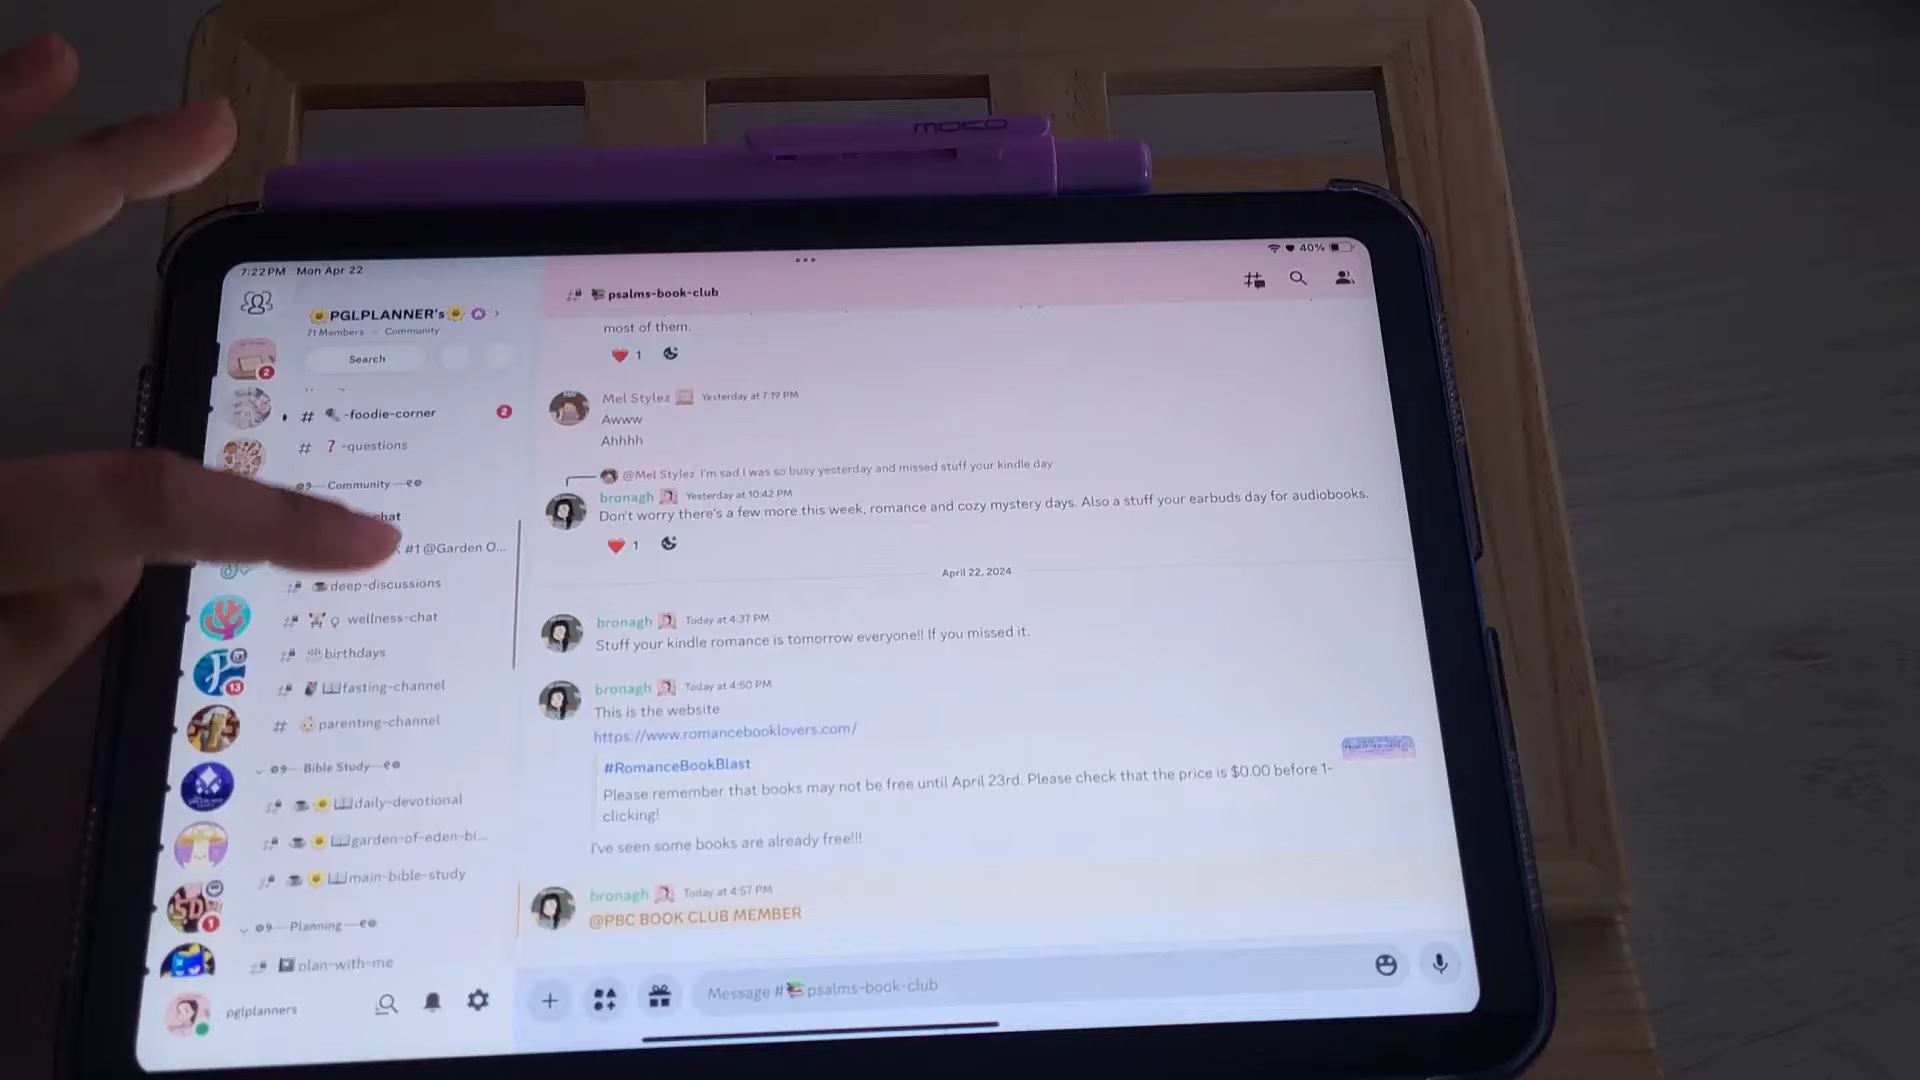 moco
7:22 PM Mon Apr 22
40%
PGLPLANNER's
71 Members Community
Search
-foodie-corner
2
-questions
Community
chat
#1 @Garden O...
deep-discussions
wellness-chat
birthdays
fasting-channel
parenting-channel
Bible Study
daily-devotional
garden-of-eden-bi...
main-bible-study
Planning
plan-with-me
pglplanners
2
13
1
psalms-book-club
most of them.
1
Mel Stylez Yesterday at 7:19 PM
Awww
Ahhhh
@Mel Stylez I'm sad I was so busy yesterday and missed stuff your kindle day
bronagh Yesterday at 10:42 PM
Don't worry there's a few more this week, romance and cozy mystery days. Also a stuff your earbuds day for audiobooks.
1
April 22, 2024
bronagh Today at 4:37 PM
Stuff your kindle romance is tomorrow everyone!! If you missed it.
bronagh Today at 4:50 PM
This is the website
https://www.romancebooklovers.com/
#RomanceBookBlast
Please remember that books may not be free until April 23rd. Please check that the price is $0.00 before 1-
clicking!
I've seen some books are already free!!!
bronagh Today at 4:57 PM
@PBC BOOK CLUB MEMBER
Message # psalms-book-club